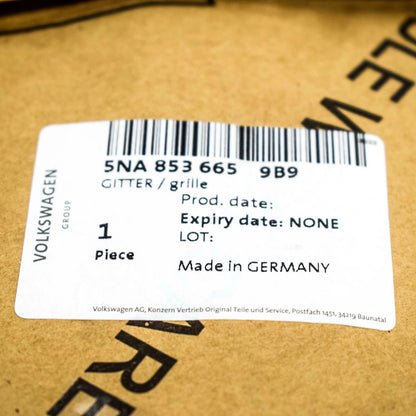 VOLKSWAGEN
GROUP
5NA 853 665 9B9
GITTER / grille
Prod. date:
Expiry date: NONE
1
LOT:
Piece
Made in GERMANY
Volkswagen AG, Konzern Vertrieb Original Teile und Service, Postfach 1451, 34219 Baunatal